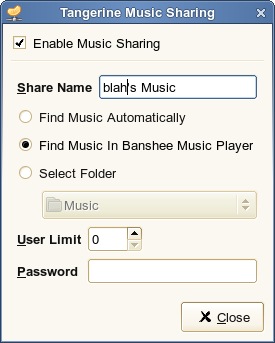 Tangerine Music Sharing
Enable Music Sharing
Share Name blah's Music
Find Music Automatically
Find Music In Banshee Music Player
Select Folder
Music
User Limit 0
Password
Close